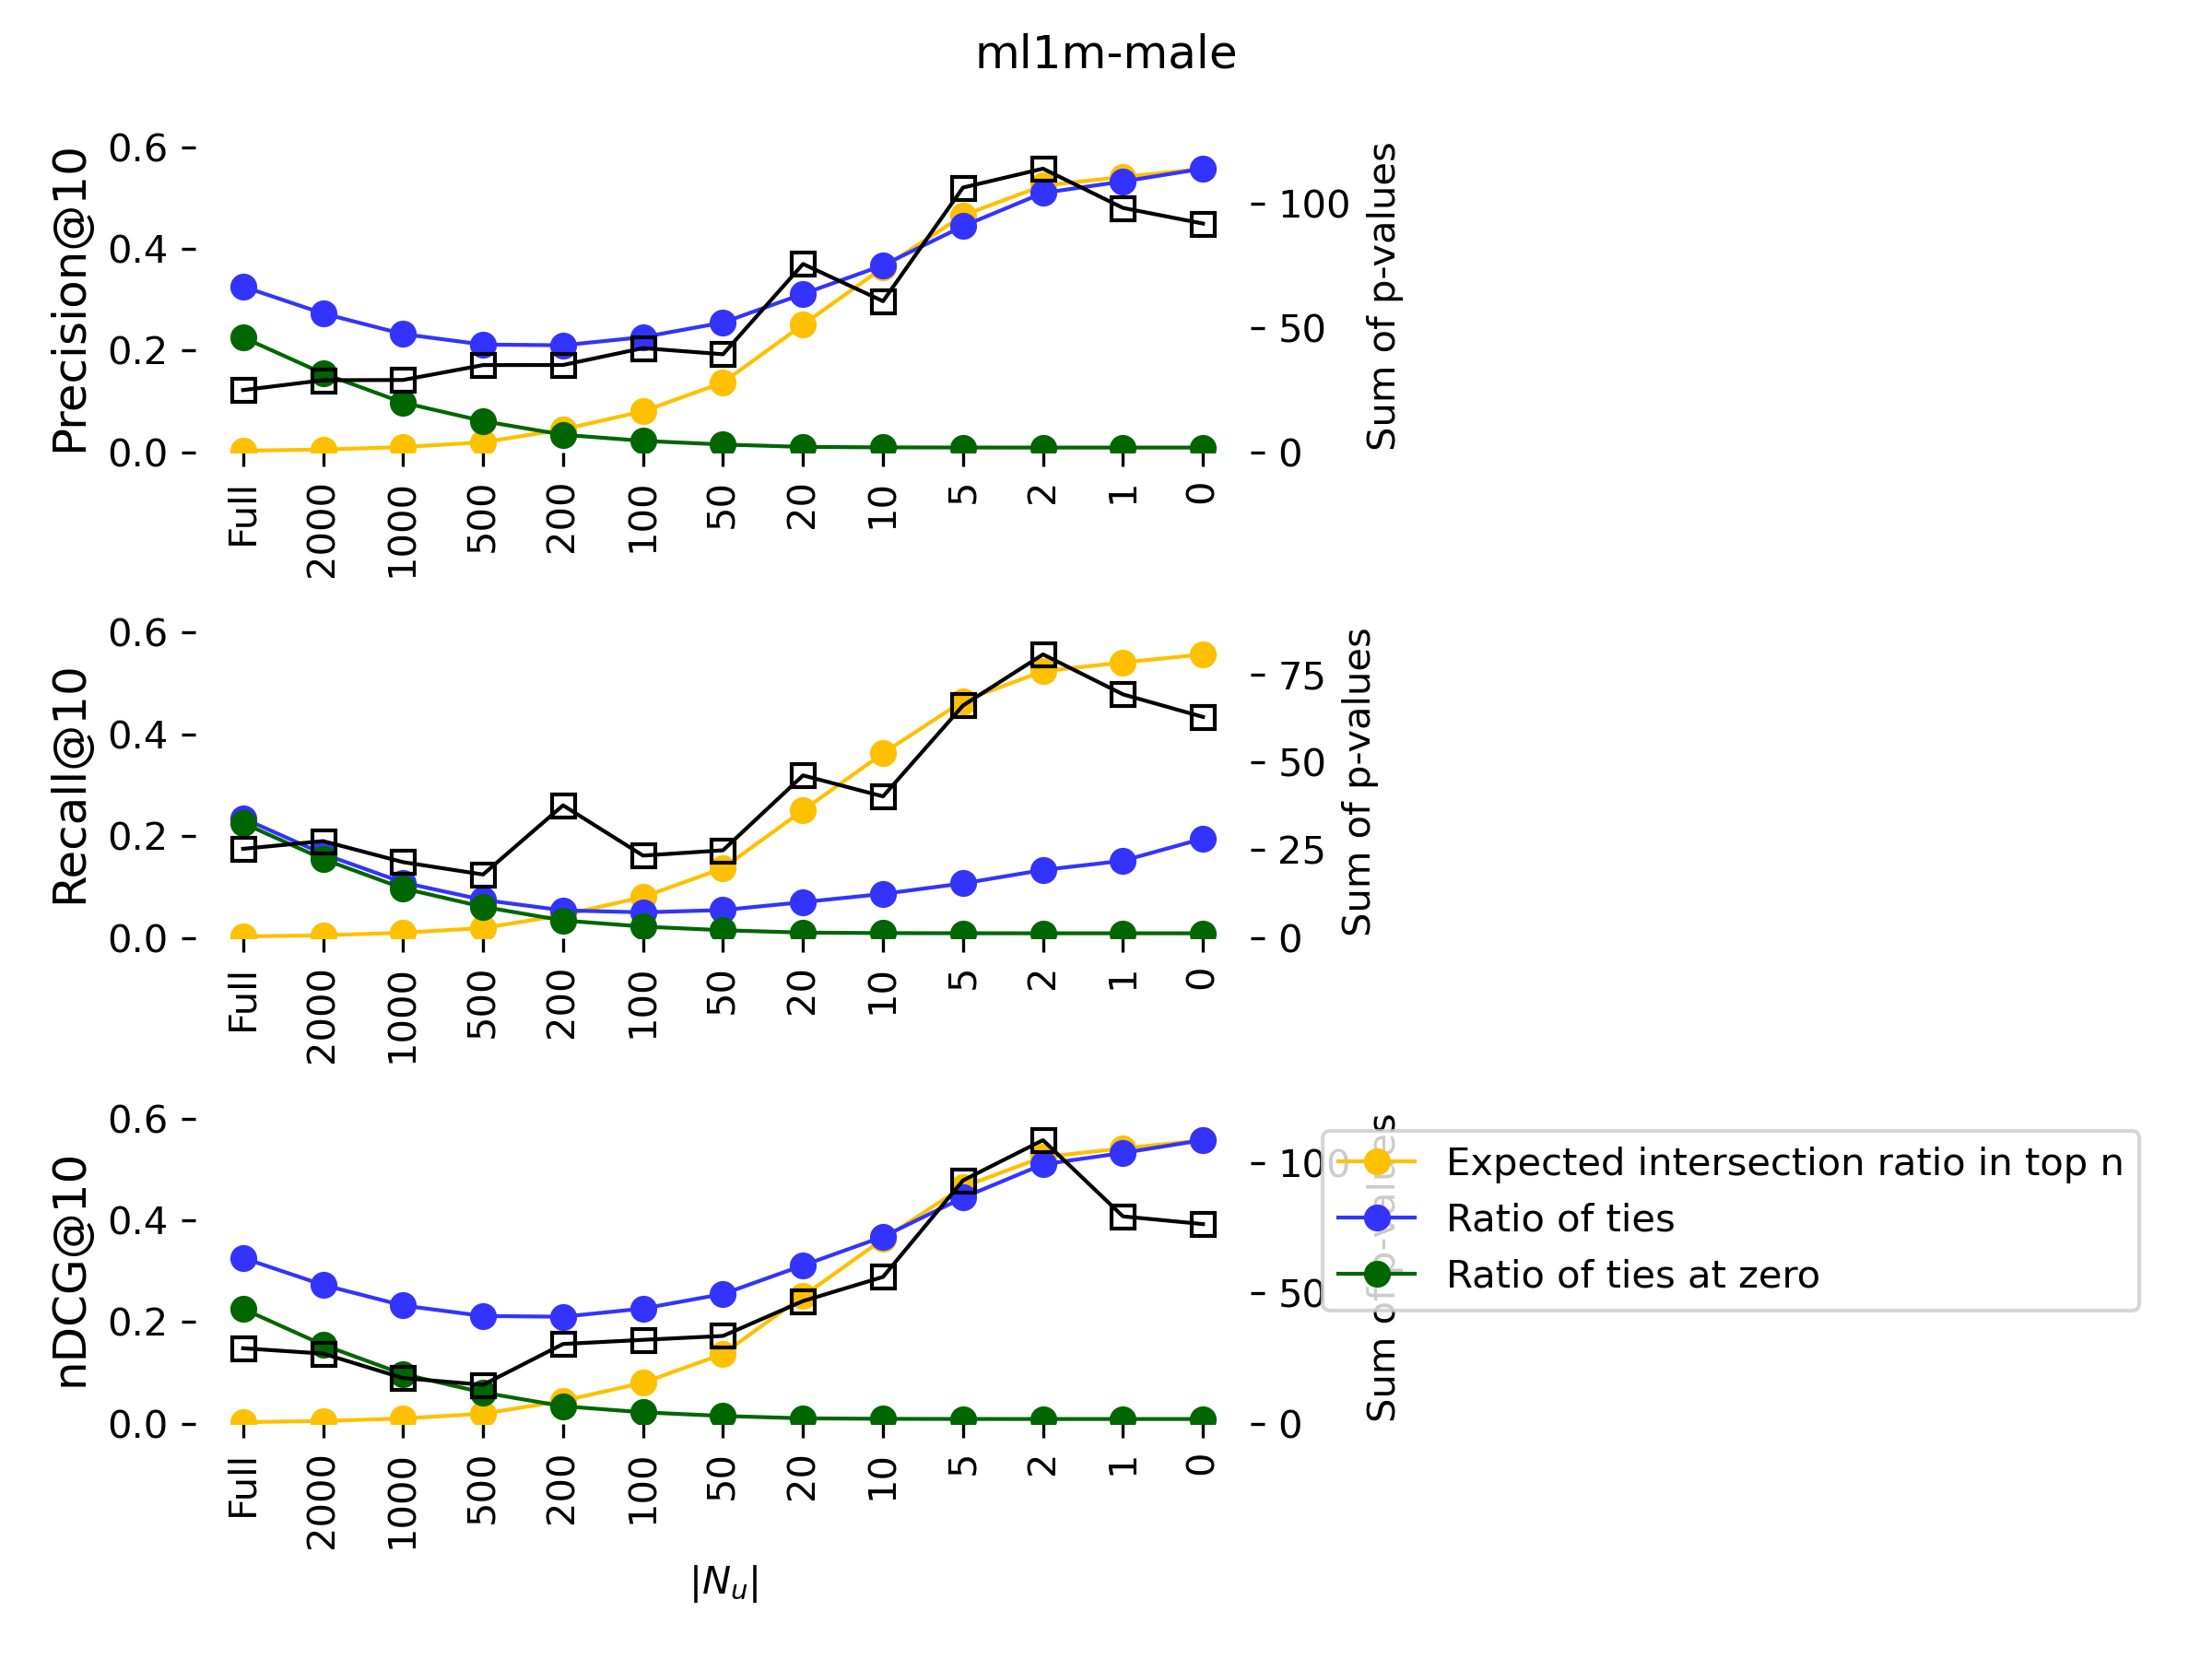 ml1m-male
Precision@10
0.6
0.4
0.2
0.0
100
50
0
Sum of p-values
Full 2000 1000 500 200 100 50 20 10 5 2 1 0
Recall@10
0.6
0.4
0.2
0.0
75
50
25
0
Sum of p-values
Full 2000 1000 500 200 100 50 20 10 5 2 1 0
nDCG@10
0.6
0.4
0.2
0.0
100
50
0
Sum of p-values
Expected intersection ratio in top n
Ratio of ties
Ratio of ties at zero
Full 2000 1000 500 200 100 50 20 10 5 2 1 0
|N_u|